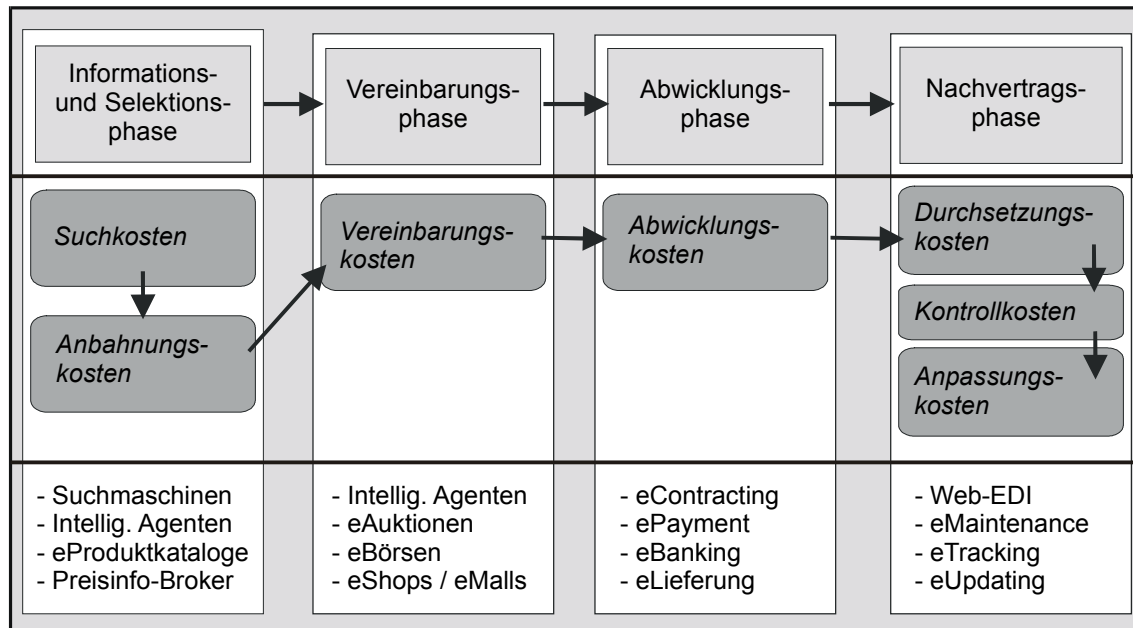 Informations-
und Selektions-
phase
Vereinbarungs-
phase
Abwicklungs-
phase
Nachvertrags-
phase
Suchkosten
Anbahnungs-
kosten
Vereinbarungs-
kosten
Abwicklungs-
kosten
Durchsetzungs-
kosten
Kontrollkosten
Anpassungs-
kosten
- Suchmaschinen
- Intellig. Agenten
- eProduktkataloge
- Preisinfo-Broker
- Intellig. Agenten
- eAuktionen
- eBörsen
- eShops / eMalls
- eContracting
- ePayment
- eBanking
- eLieferung
- Web-EDI
- eMaintenance
- eTracking
- eUpdating